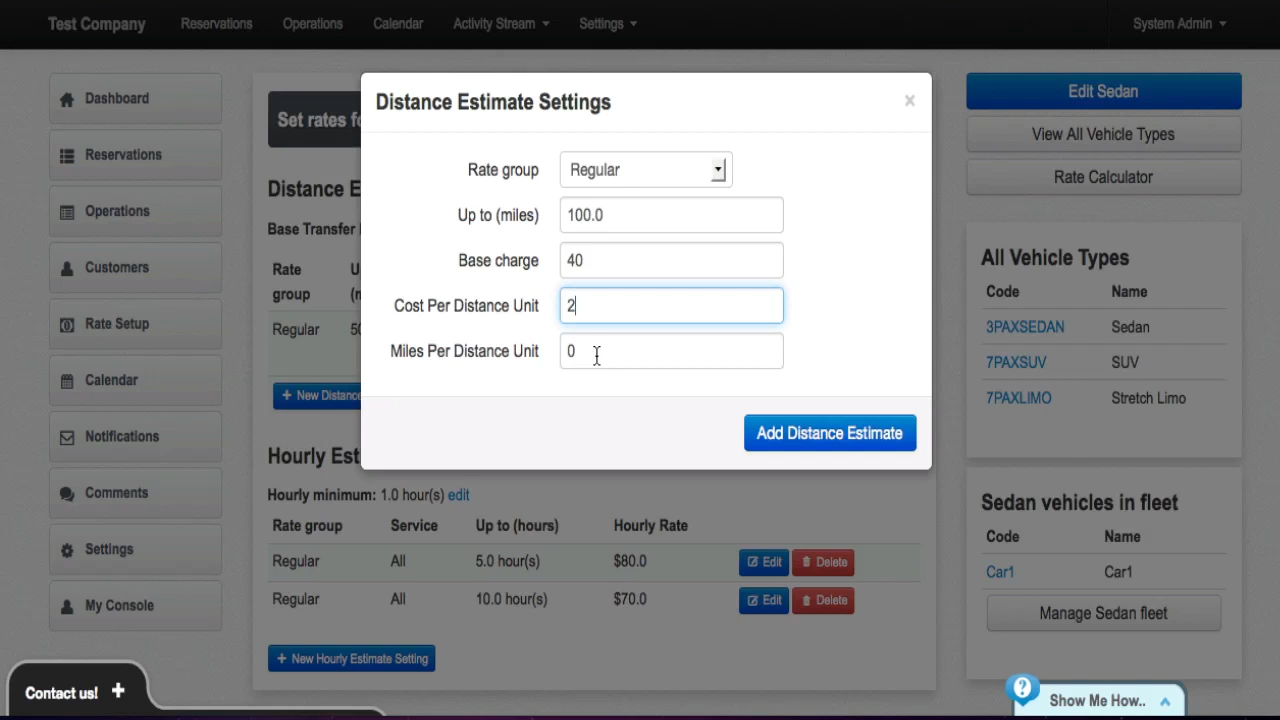 Test Company Reservations Operations Calendar Activity Stream Settings System Admin
Dashboard
Reservations
Operations
Customers
Rate Setup
Calendar
Notifications
Comments
Settings
My Console
Set rates fo
Distance E
Base Transfer
Rate group U (
Regular 50
+ New Distanc
Distance Estimate Settings ×
Rate group Regular
Up to (miles) 100.0
Base charge 40
Cost Per Distance Unit 2
Miles Per Distance Unit 0
Add Distance Estimate
Hourly Est
Hourly minimum: 1.0 hour(s) edit
Rate group Service Up to (hours) Hourly Rate
Regular All 5.0 hour(s) $80.0 Edit Delete
Regular All 10.0 hour(s) $70.0 Edit Delete
+ New Hourly Estimate Setting
Edit Sedan
View All Vehicle Types
Rate Calculator
All Vehicle Types
Code Name
3PAXSEDAN Sedan
7PAXSUV SUV
7PAXLIMO Stretch Limo
Sedan vehicles in fleet
Code Name
Car1 Car1
Manage Sedan fleet
Contact us! +
? Show Me How..